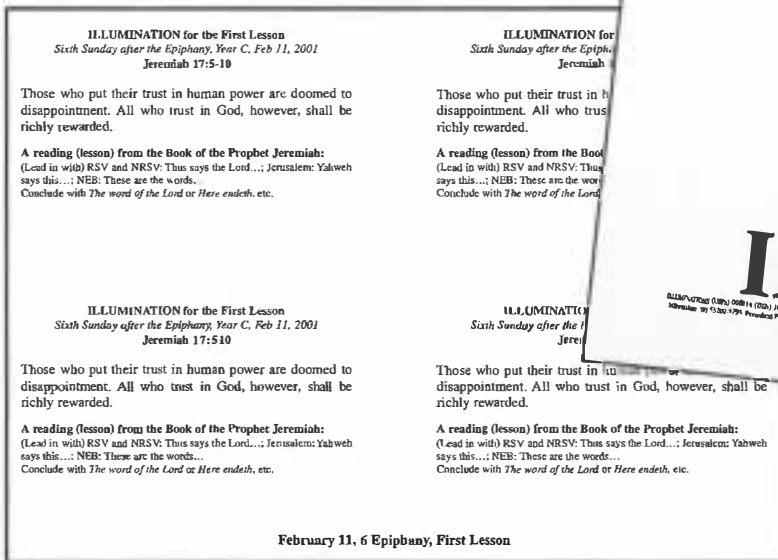 ILLUMINATION for the First Lesson
Sixth Sunday after the Epiphany, Year C, Feb 11, 2001
Jeremiah 17:5-10
Those who put their trust in human power are doomed to
disappointment. All who trust in God, however, shall be
richly rewarded.
A reading (lesson) from the Book of the Prophet Jeremiah:
(Lead in with) RSV and NRSV: Thus says the Lord...; Jerusalem: Yahweh
says this...; NEB: These are the words.
Conclude with The word of the Lord or Here endeth, etc.
ILLUMINATION for
Sixth Sunday after the Epiph
Jeremiah
Those who put their trust in h
disappointment. All who trus
richly rewarded.
A reading (lesson) from the Book
(Lead in with) RSV and NRSV: Thus
says this...; NEB: These are the wor
Conclude with The word of the Lord
I
ILLUMINATION for the First Lesson
Sixth Sunday after the Epiphany, Year C, Feb 11, 2001
Jeremiah 17:510
Those who put their trust in human power are doomed to
disappointment. All who trust in God, however, shall be
richly rewarded.
A reading (lesson) from the Book of the Prophet Jeremiah:
(Lead in with) RSV and NRSV: Thus says the Lord...; Jerusalem: Yahweh
says this...: NEB: These are the words...
Conclude with The word of the Lord or Here endeth, etc.
ILLUMINATIO
Sixth Sunday after the
Jerei
Those who put their trust in
disappointment. All who trust in God, however, shall be
richly rewarded.
A reading (lesson) from the Book of the Prophet Jeremiah:
(Lead in with) RSV and NRSV: Thus says the Lord...; Jerusalem: Yahweh
says this...; NEB: These are the words...
Conclude with The word of the Lord or Here endeth, etc.
February 11, 6 Epiphany, First Lesson